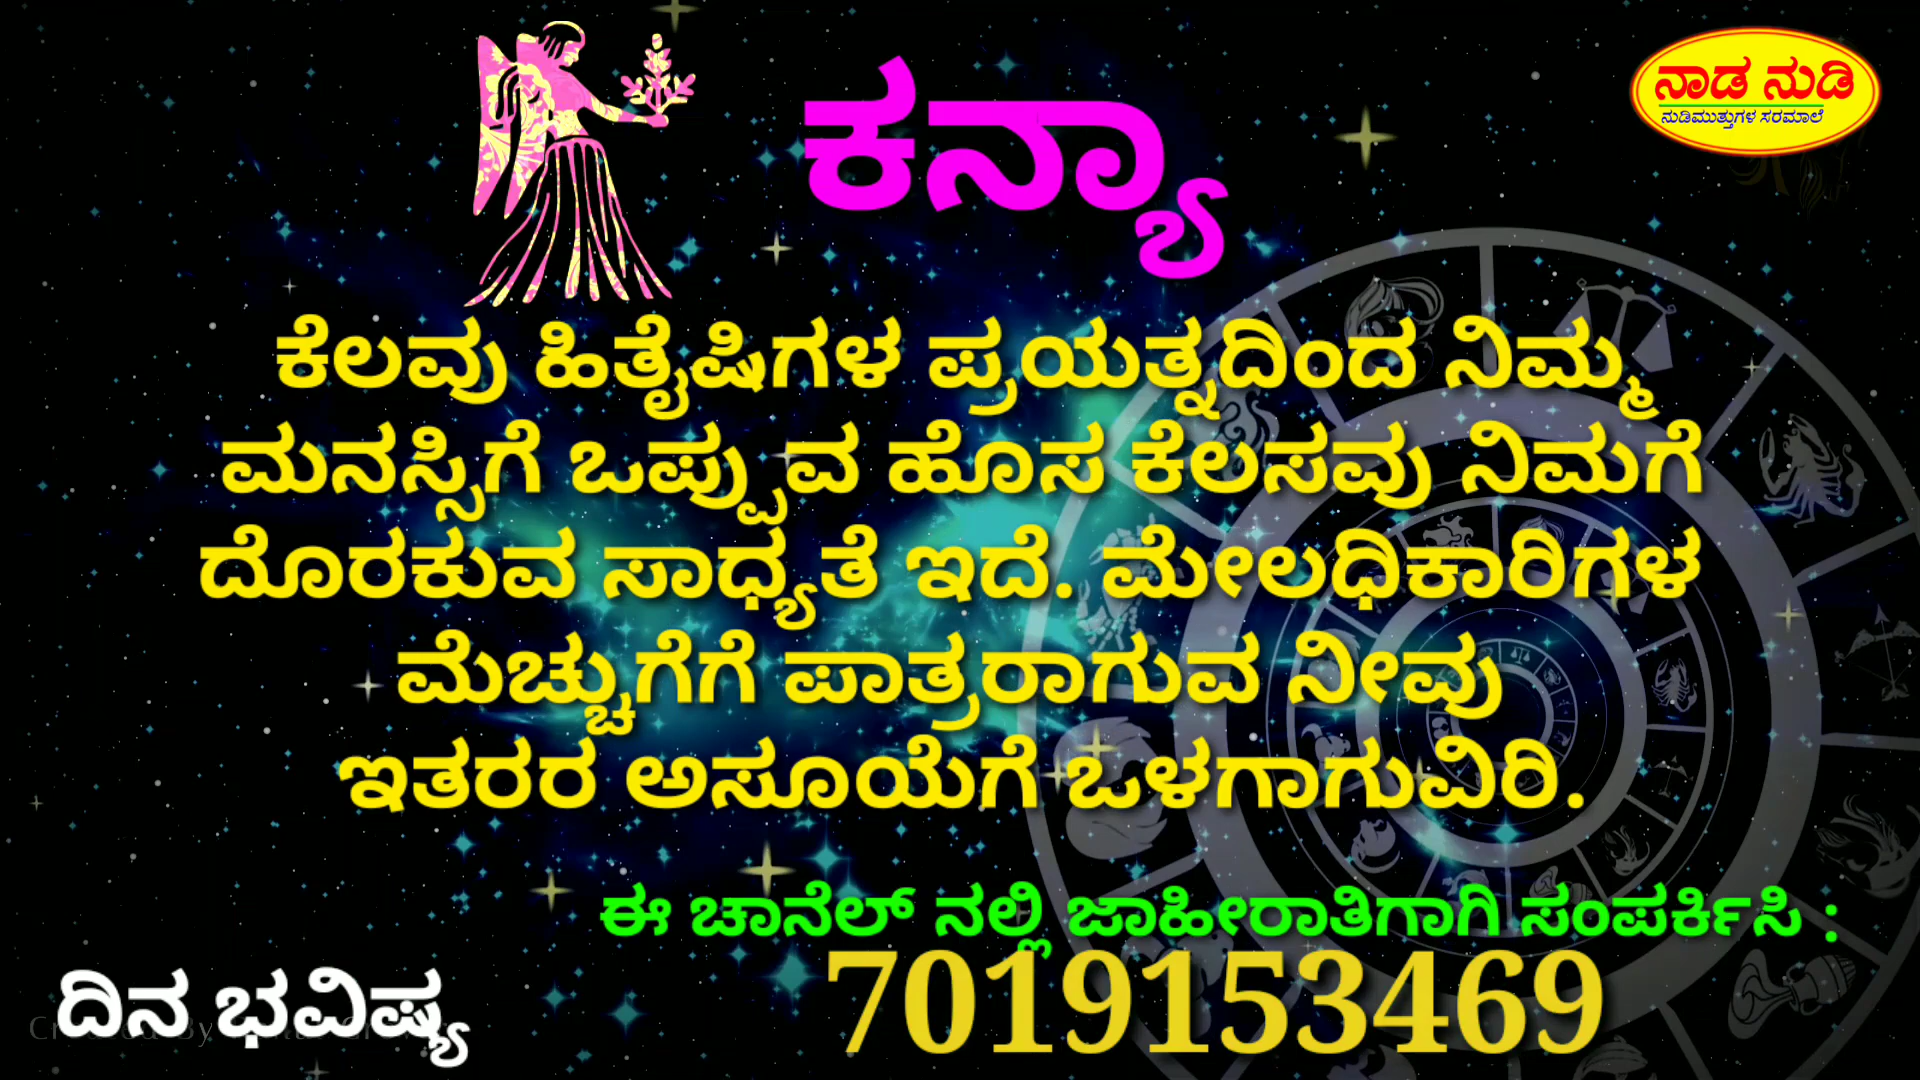 ನಾಡ ನುಡಿ
ನುಡಿಮುತ್ತುಗಳ ಸರಮಾಲೆ
ಕನ್ಯಾ
ಕೆಲವು ಹಿತೈಷಿಗಳ ಪ್ರಯತ್ನದಿಂದ ನಿಮ್ಮ
ಮನಸ್ಸಿಗೆ ಒಪ್ಪುವ ಹೊಸ ಕೆಲಸವು ನಿಮಗೆ
ದೊರಕುವ ಸಾಧ್ಯತೆ ಇದೆ. ಮೇಲಧಿಕಾರಿಗಳ
ಮೆಚ್ಚುಗೆಗೆ ಪಾತ್ರರಾಗುವ ನೀವು
ಇತರರ ಅಸೂಯೆಗೆ ಒಳಗಾಗುವಿರಿ.
ಈ ಚಾನೆಲ್ ನಲ್ಲಿ ಜಾಹೀರಾತಿಗಾಗಿ ಸಂಪರ್ಕಿಸಿ :
7019153469
ದಿನ ಭವಿಷ್ಯ